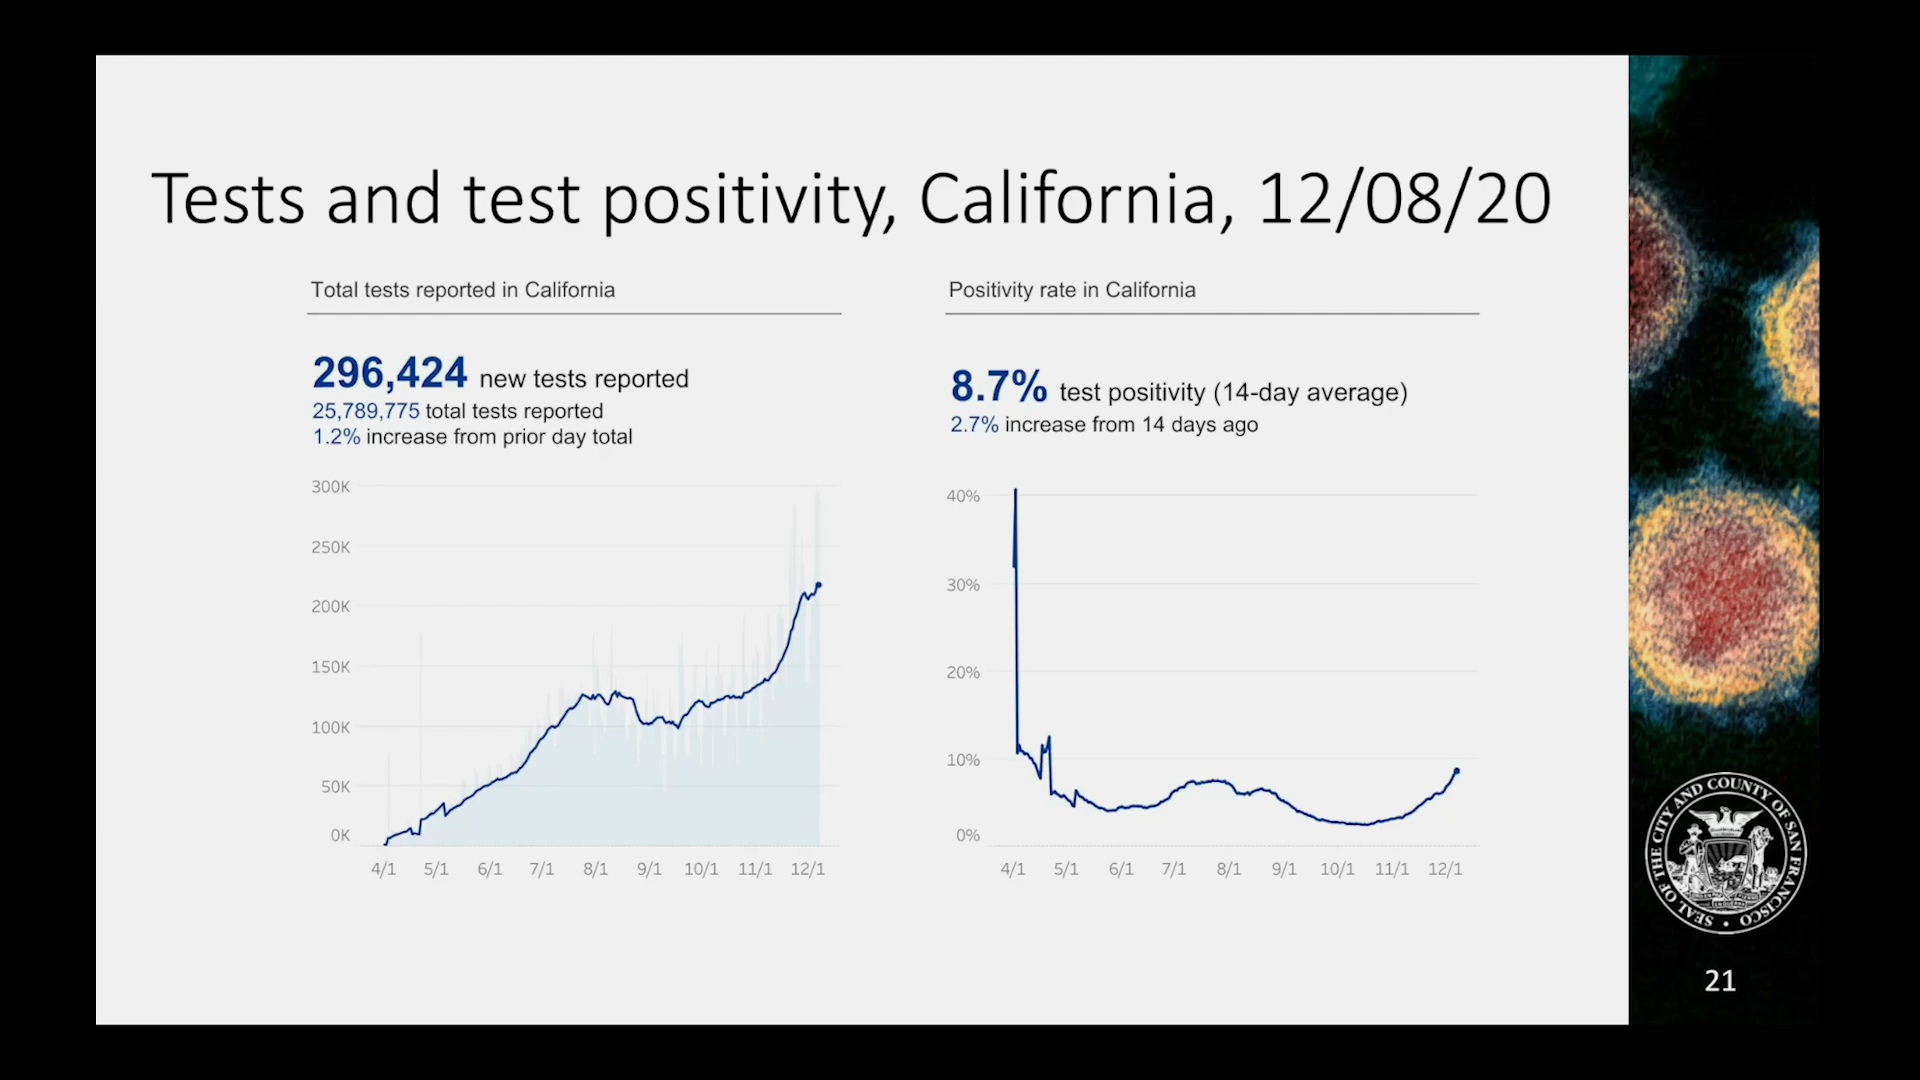 Tests and test positivity, California, 12/08/20
Total tests reported in California
296,424 new tests reported
25,789,775 total tests reported
1.2% increase from prior day total
300K
250K
200K
150K
100K
50K
0K
4/1 5/1 6/1 7/1 8/1 9/1 10/1 11/1 12/1
Positivity rate in California
8.7% test positivity (14-day average)
2.7% increase from 14 days ago
40%
30%
20%
10%
0%
4/1 5/1 6/1 7/1 8/1 9/1 10/1 11/1 12/1
SEAL OF THE CITY AND COUNTY OF SAN FRANCISCO
21